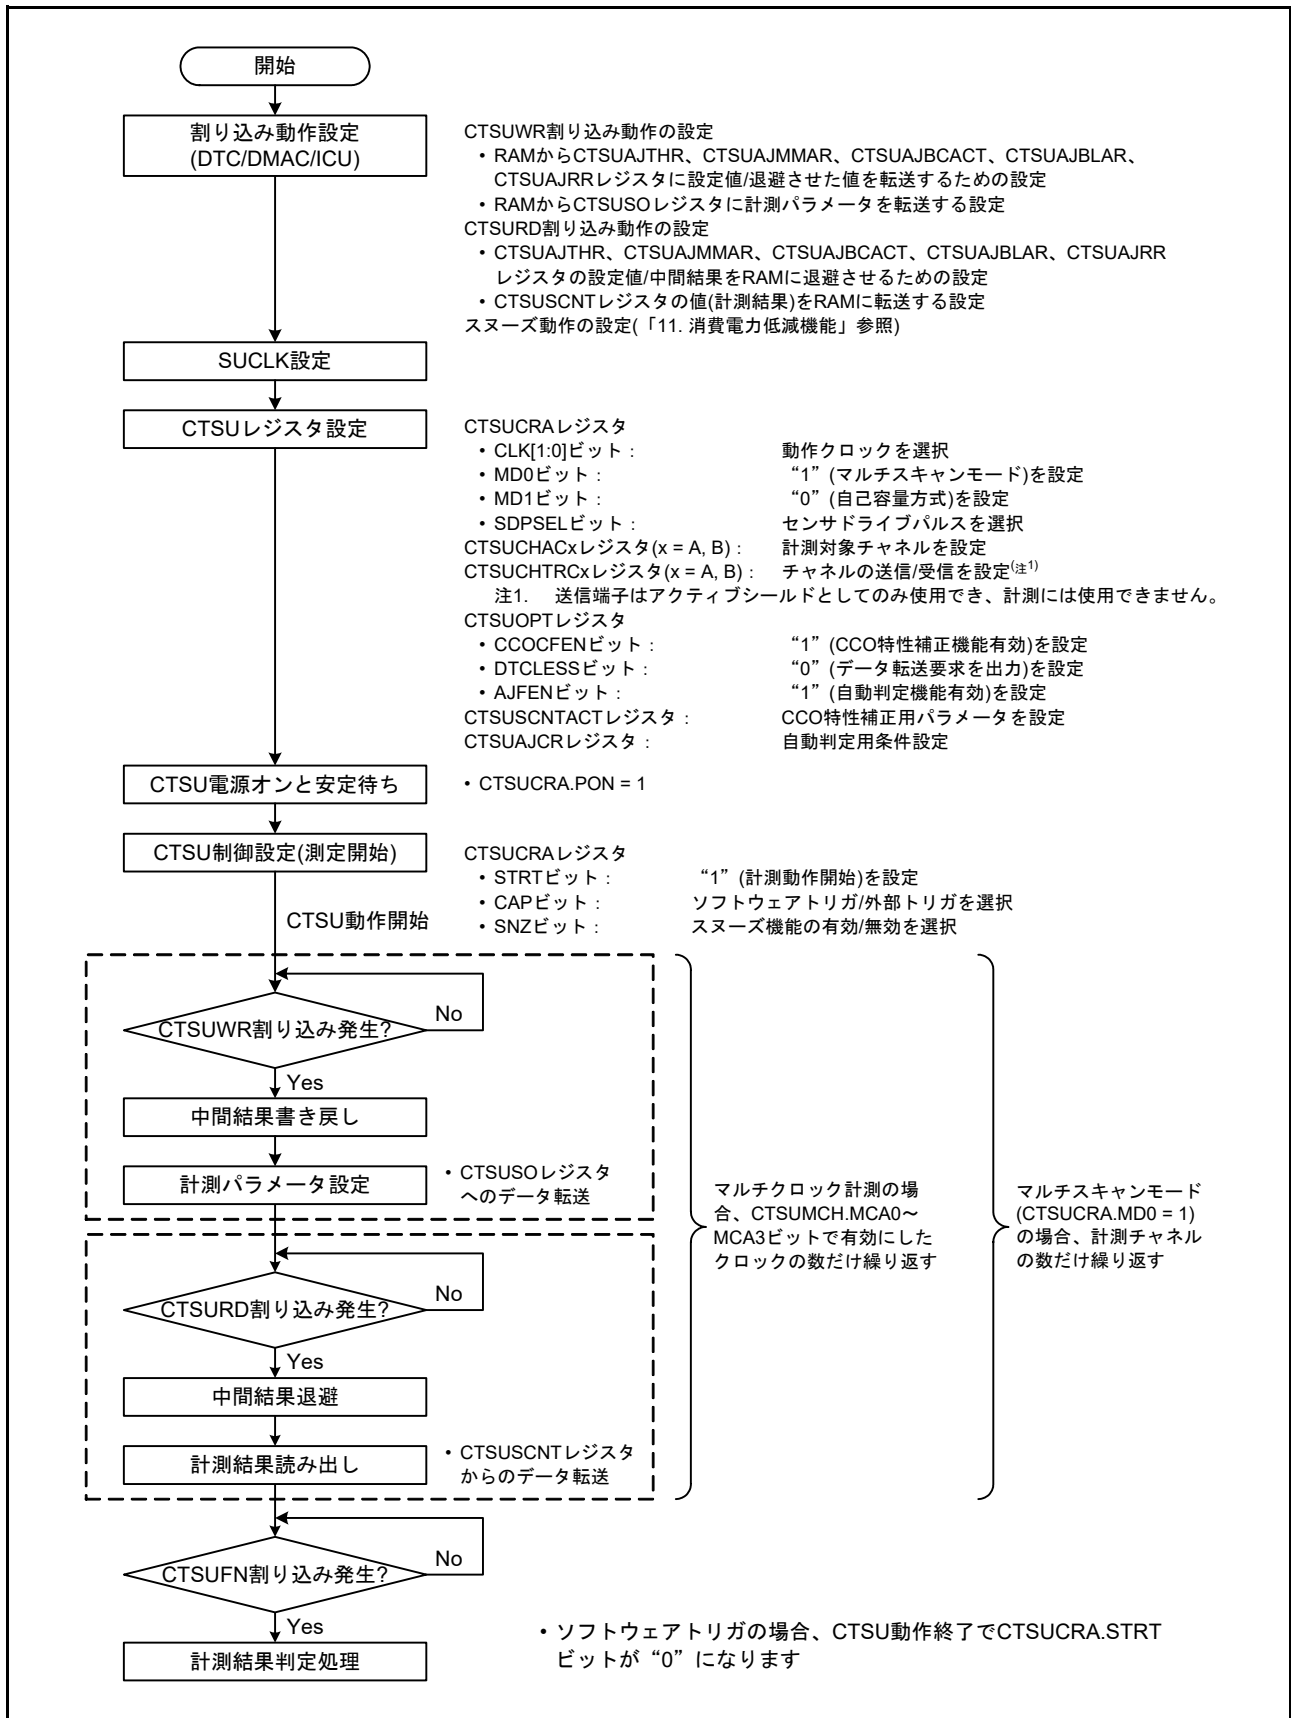 開始
割り込み動作設定
(DTC/DMAC/ICU)
CTSUWR割り込み動作の設定
• RAMからCTSUAJTHR、CTSUAJMMAR、CTSUAJBCACT、CTSUAJBLAR、
CTSUAJRRレジスタに設定値/退避させた値を転送するための設定
• RAMからCTSUSOレジスタに計測パラメータを転送する設定
CTSURD割り込み動作の設定
• CTSUAJTHR、CTSUAJMMAR、CTSUAJBCACT、CTSUAJBLAR、CTSUAJRR
レジスタの設定値/中間結果をRAMに退避させるための設定
• CTSUSCNTレジスタの値(計測結果)をRAMに転送する設定
スヌーズ動作の設定(「11. 消費電力低減機能」参照)
SUCLK設定
CTSUレジスタ設定
CTSUCRAレジスタ
• CLK[1:0]ビット： 動作クロックを選択
• MD0ビット： “1”(マルチスキャンモード)を設定
• MD1ビット： “0”(自己容量方式)を設定
• SDPSELビット： センサドライブパルスを選択
CTSUCHACxレジスタ(x = A, B)： 計測対象チャネルを設定
CTSUCHTRCxレジスタ(x = A, B)： チャネルの送信/受信を設定(注1)
注1. 送信端子はアクティブシールドとしてのみ使用でき、計測には使用できません。
CTSUOPTレジスタ
• CCOCFENビット： “1”(CCO特性補正機能有効)を設定
• DTCLESSビット： “0”(データ転送要求を出力)を設定
• AJFENビット： “1”(自動判定機能有効)を設定
CTSUSCNTACTレジスタ： CCO特性補正用パラメータを設定
CTSUAJCRレジスタ： 自動判定用条件設定
CTSU電源オンと安定待ち
• CTSUCRA.PON = 1
CTSU制御設定(測定開始)
CTSUCRAレジスタ
• STRTビット： “1”(計測動作開始)を設定
• CAPビット： ソフトウェアトリガ/外部トリガを選択
• SNZビット： スヌーズ機能の有効/無効を選択
CTSU動作開始
CTSUWR割り込み発生?
No
Yes
中間結果書き戻し
計測パラメータ設定
• CTSUSOレジスタ
へのデータ転送
マルチクロック計測の場
合、CTSUMCH.MCA0～
MCA3ビットで有効にした
クロックの数だけ繰り返す
マルチスキャンモード
(CTSUCRA.MD0 = 1)
の場合、計測チャネル
の数だけ繰り返す
CTSURD割り込み発生?
No
Yes
中間結果退避
計測結果読み出し
• CTSUSCNTレジスタ
からのデータ転送
CTSUFN割り込み発生?
No
Yes
計測結果判定処理
• ソフトウェアトリガの場合、CTSU動作終了でCTSUCRA.STRT
ビットが“0”になります